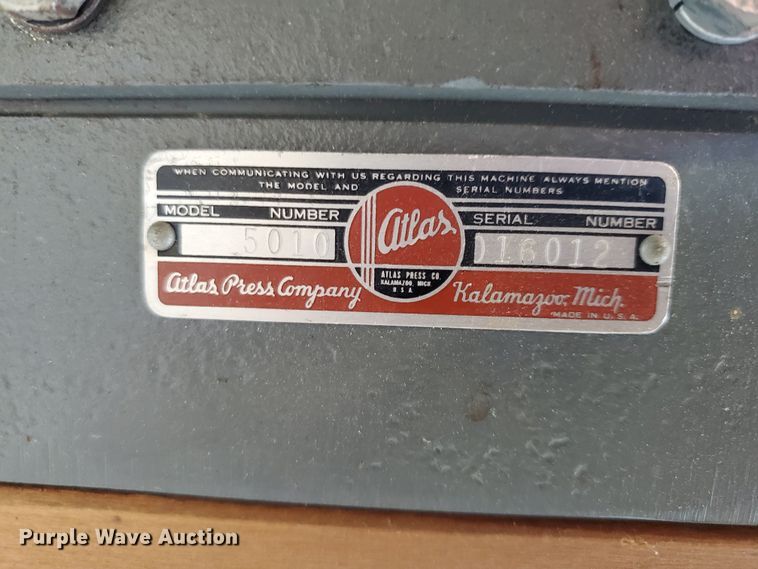 WHEN COMMUNICATING WITH US REGARDING THIS MACHINE ALWAYS MENTION
THE MODEL AND SERIAL NUMBERS
MODEL NUMBER
5010
Atlas
ATLAS PRESS CO.
KALAMAZOO, MICH
U S A
SERIAL NUMBER
016012
Atlas Press Company
Kalamazoo, Mich.
MADE IN U.S.A.
Purple Wave Auction